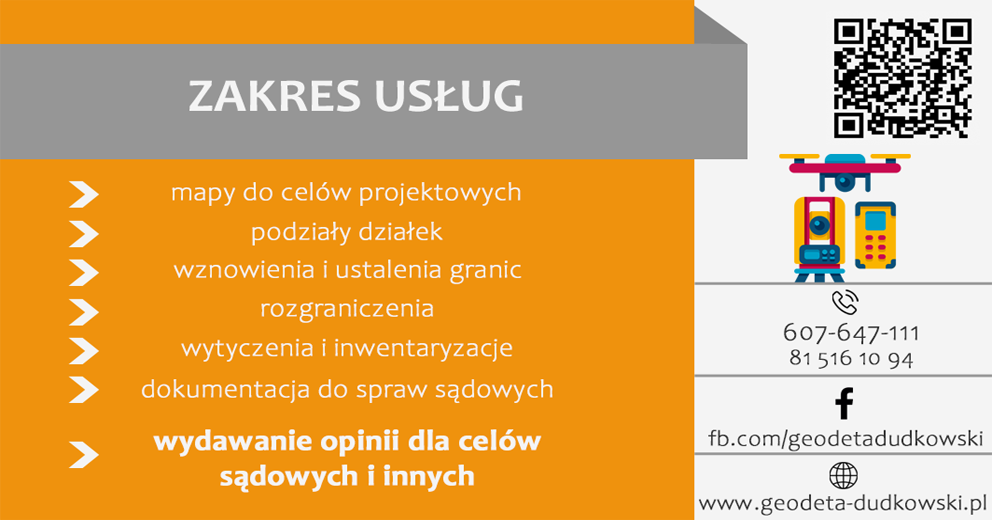 ZAKRES USŁUG
mapy do celów projektowych
podziały działek
wznowienia i ustalenia granic
rozgraniczenia
wytyczenia i inwentaryzacje
dokumentacja do spraw sądowych
wydawanie opinii dla celów
sądowych i innych
607-647-111
81 516 10 94
fb.com/geodetadudkowski
www.geodeta-dudkowski.pl